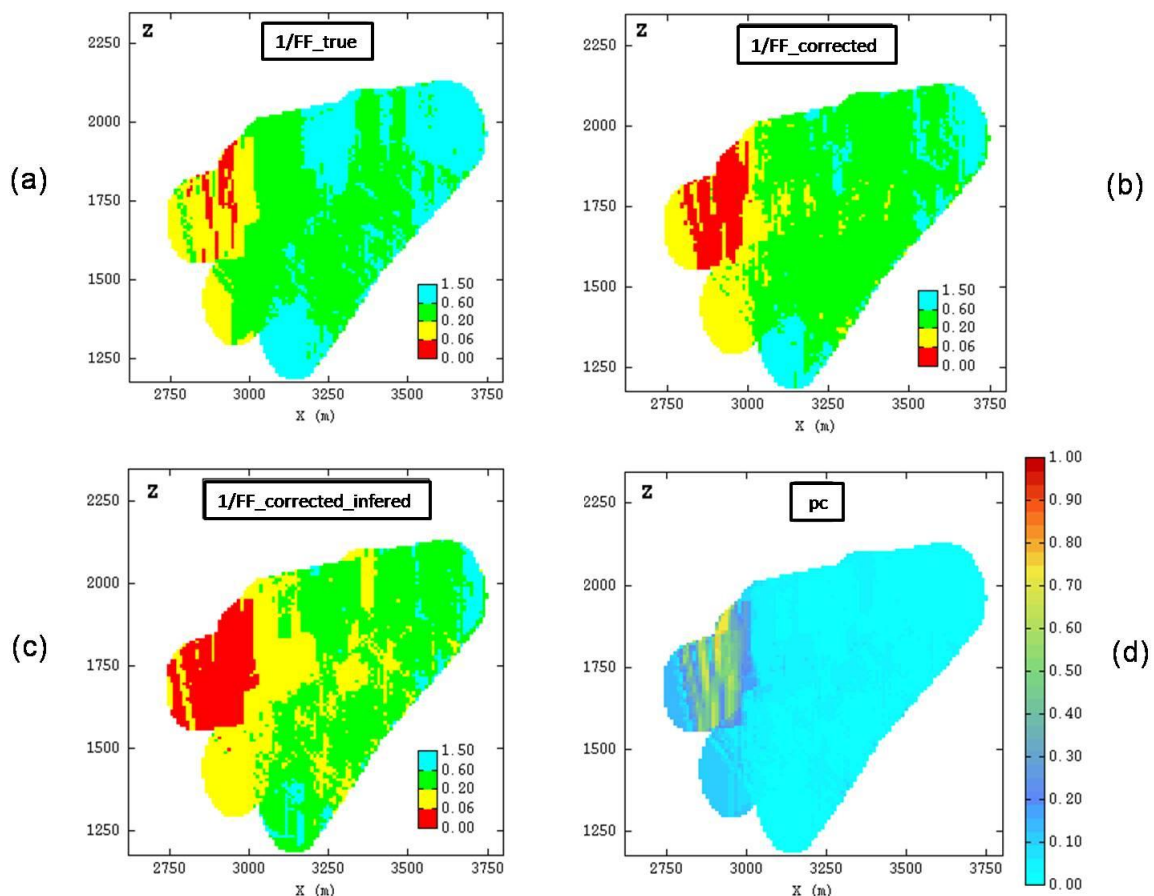 (a)
Z
1/FF_true
2250
2000
1750
1500
1250
1.50
0.60
0.20
0.06
0.00
2750 3000 3250 3500 3750
X (m)
(b)
Z
1/FF_corrected
2250
2000
1750
1500
1250
1.50
0.60
0.20
0.06
0.00
2750 3000 3250 3500 3750
X (m)
(c)
Z
1/FF_corrected_infered
2250
2000
1750
1500
1250
1.50
0.60
0.20
0.06
0.00
2750 3000 3250 3500 3750
X (m)
(d)
Z
pc
2250
2000
1750
1500
1250
2750 3000 3250 3500 3750
X (m)
1.00
0.90
0.80
0.70
0.60
0.50
0.40
0.30
0.20
0.10
0.00